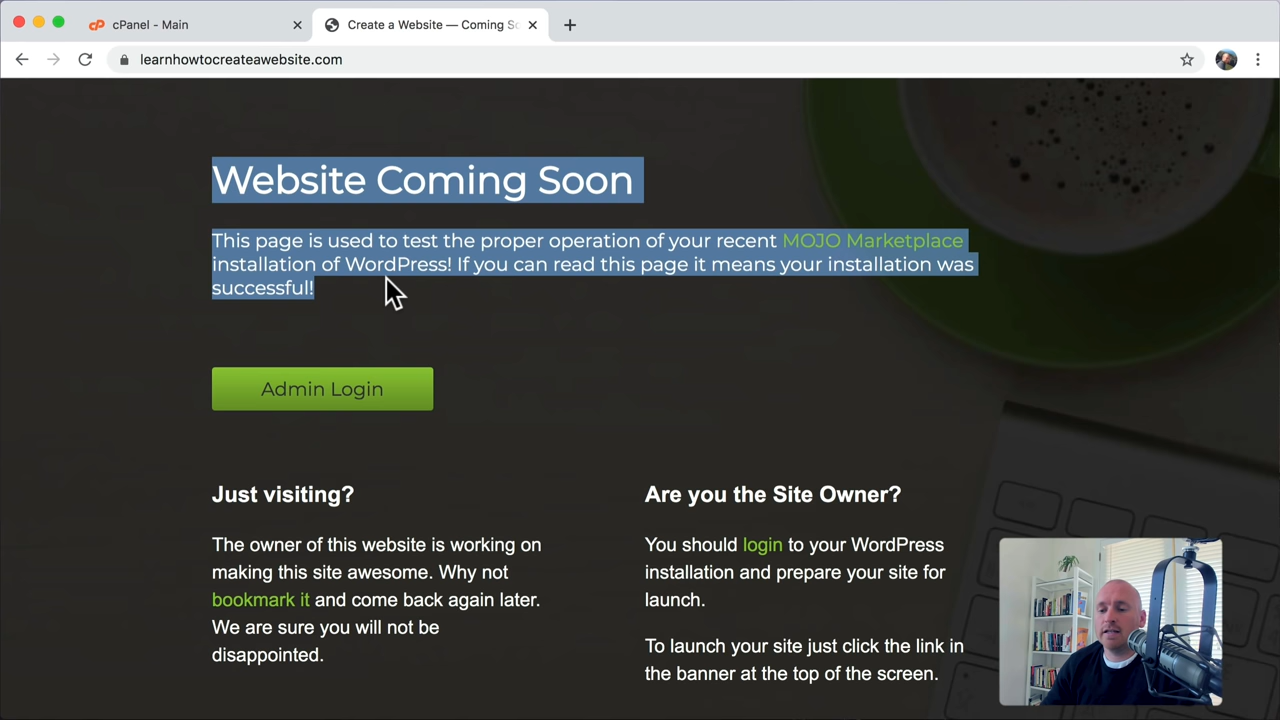 cPanel - Main
Create a Website — Coming So
learnhowtocreateawebsite.com
Website Coming Soon
This page is used to test the proper operation of your recent MOJO Marketplace
installation of WordPress! If you can read this page it means your installation was
successful!
Admin Login
Just visiting?
The owner of this website is working on
making this site awesome. Why not
bookmark it and come back again later.
We are sure you will not be
disappointed.
Are you the Site Owner?
You should login to your WordPress
installation and prepare your site for
launch.
To launch your site just click the link in
the banner at the top of the screen.